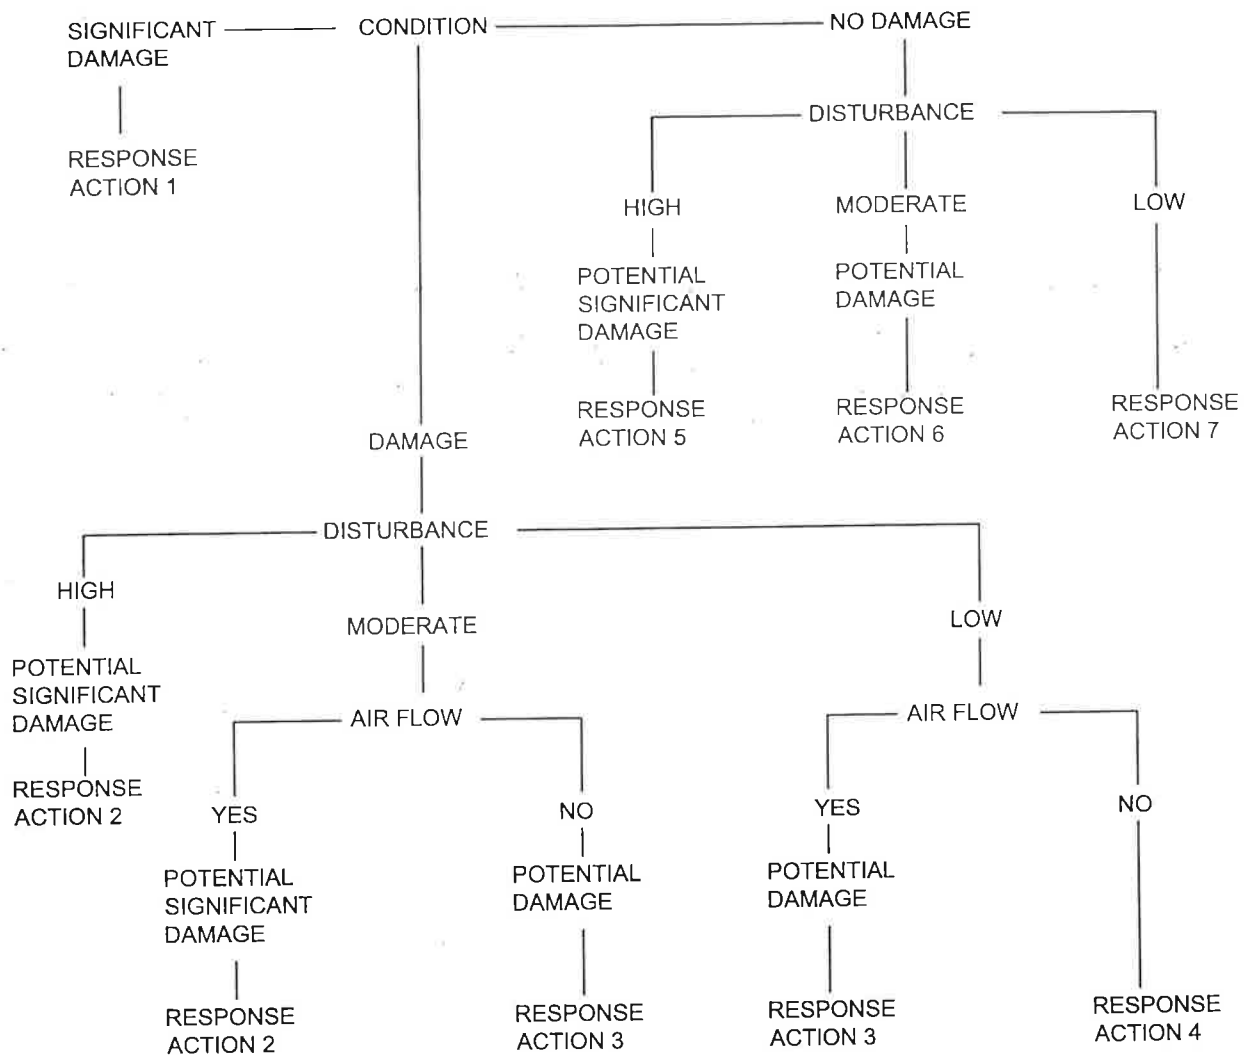 SIGNIFICANT
DAMAGE
CONDITION
NO DAMAGE
RESPONSE
ACTION 1
DISTURBANCE
HIGH
MODERATE
LOW
POTENTIAL
SIGNIFICANT
DAMAGE
POTENTIAL
DAMAGE
RESPONSE
ACTION 5
RESPONSE
ACTION 6
RESPONSE
ACTION 7
DAMAGE
DISTURBANCE
HIGH
MODERATE
LOW
POTENTIAL
SIGNIFICANT
DAMAGE
RESPONSE
ACTION 2
AIR FLOW
AIR FLOW
YES
NO
YES
NO
POTENTIAL
SIGNIFICANT
DAMAGE
POTENTIAL
DAMAGE
POTENTIAL
DAMAGE
RESPONSE
ACTION 2
RESPONSE
ACTION 3
RESPONSE
ACTION 3
RESPONSE
ACTION 4